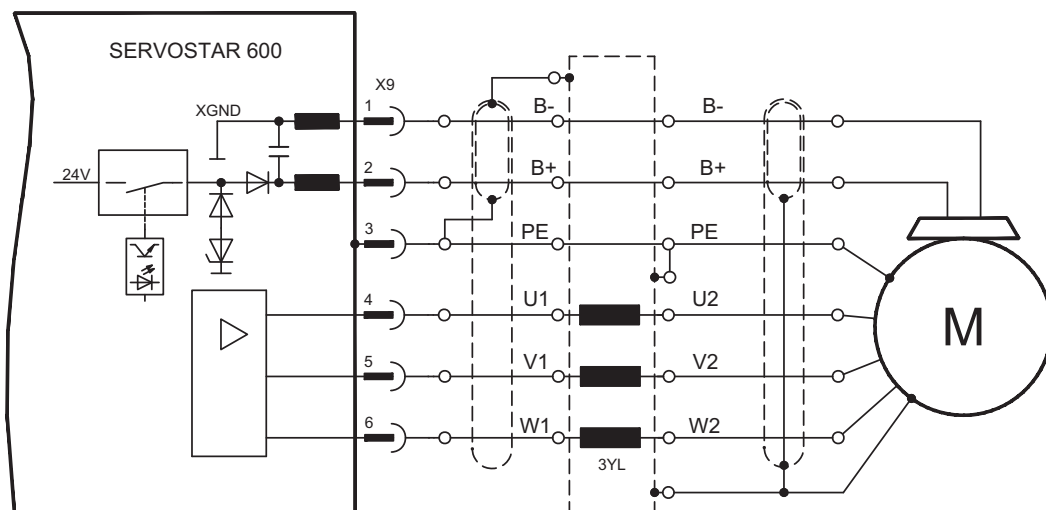 SERVOSTAR 600
X9
XGND
1
B-
B-
24V
2
B+
B+
3
PE
PE
4
U1
U2
M
5
V1
V2
6
W1
W2
3YL